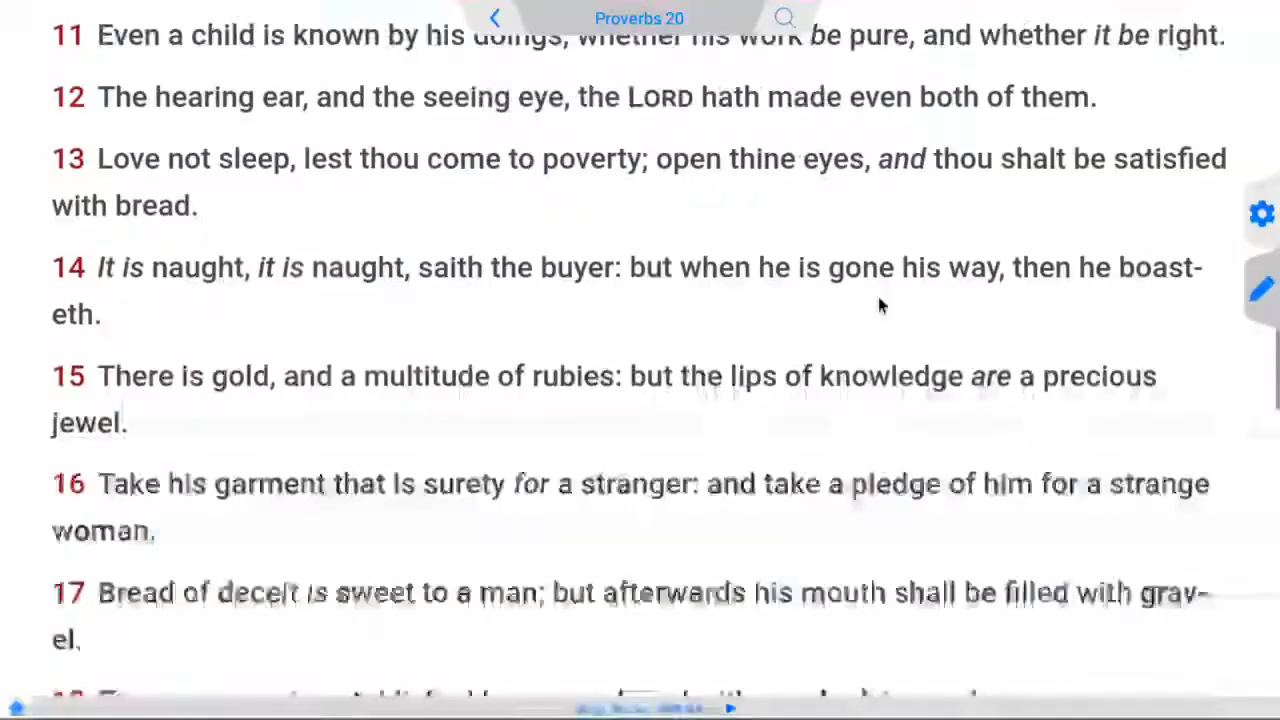 Proverbs 20
11 Even a child is known by his doings, whether his work be pure, and whether it be right.
12 The hearing ear, and the seeing eye, the LORD hath made even both of them.
13 Love not sleep, lest thou come to poverty; open thine eyes, and thou shalt be satisfied
with bread.
14 It is naught, it is naught, saith the buyer: but when he is gone his way, then he boast-
eth.
15 There is gold, and a multitude of rubies: but the lips of knowledge are a precious
jewel.
16 Take his garment that is surety for a stranger: and take a pledge of him for a strange
woman.
17 Bread of deceit is sweet to a man; but afterwards his mouth shall be filled with grav-
el.